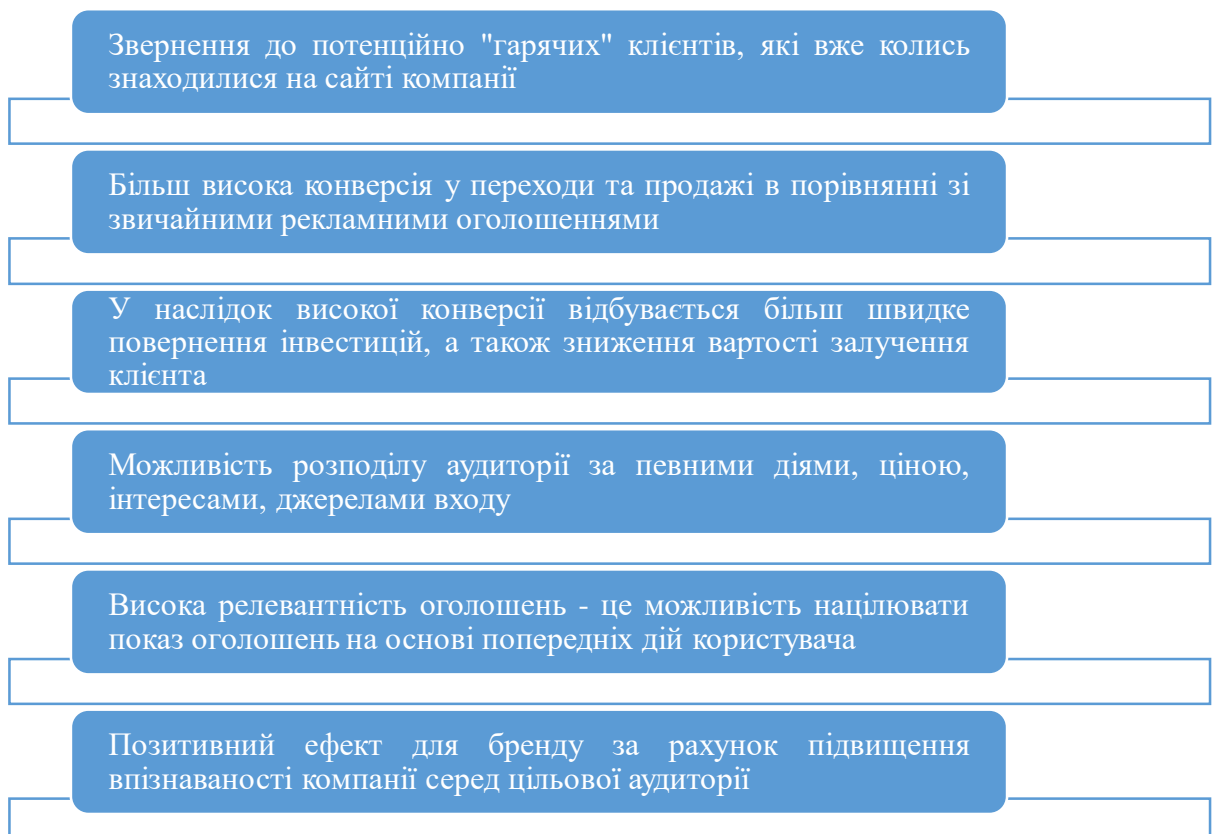 Звернення до потенційно "гарячих" клієнтів, які вже колись
знаходилися на сайті компанії
Більш висока конверсія у переходи та продажі в порівнянні зі
звичайними рекламними оголошеннями
У наслідок високої конверсії відбувається більш швидке
повернення інвестицій, а також зниження вартості залучення
клієнта
Можливість розподілу аудиторії за певними діями, ціною,
інтересами, джерелами входу
Висока релевантність оголошень - це можливість націлювати
показ оголошень на основі попередніх дій користувача
Позитивний ефект для бренду за рахунок підвищення
впізнаваності компанії серед цільової аудиторії